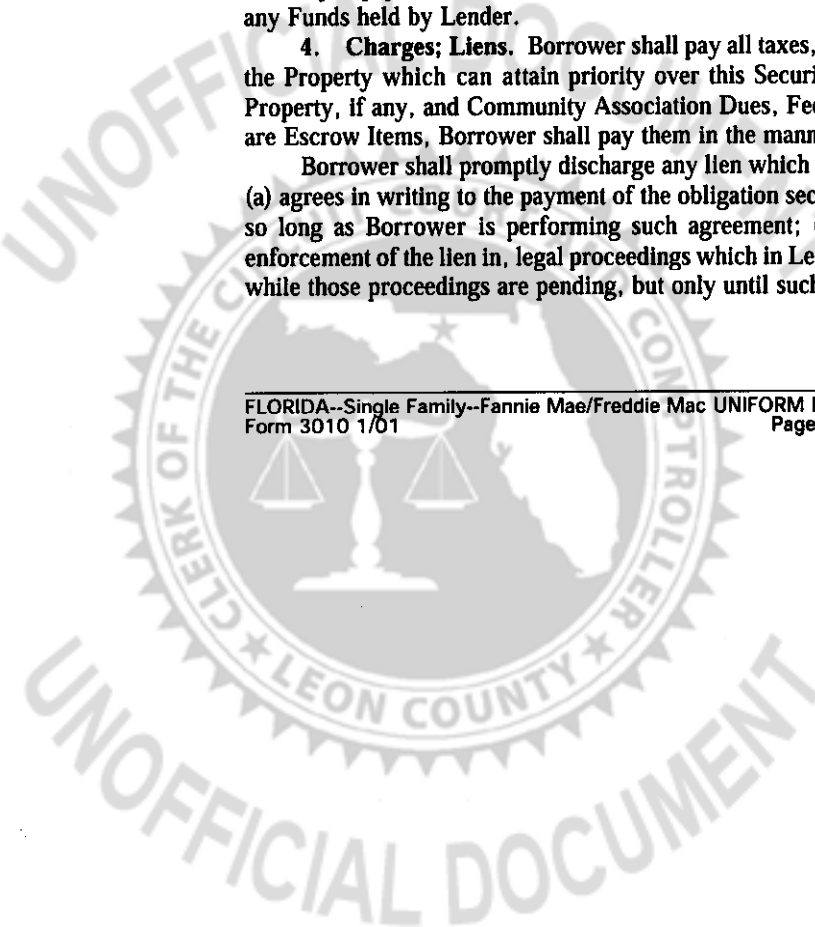 any Funds held by Lender.
4. Charges; Liens. Borrower shall pay all taxes,
the Property which can attain priority over this Securi
Property, if any, and Community Association Dues, Fee
are Escrow Items, Borrower shall pay them in the mann
Borrower shall promptly discharge any lien which
(a) agrees in writing to the payment of the obligation sec
so long as Borrower is performing such agreement;
enforcement of the lien in, legal proceedings which in Le
while those proceedings are pending, but only until such
FLORIDA--Single Family--Fannie Mae/Freddie Mac UNIFORM
Form 3010 1/01 Page
UNOFFICIAL DOCUMENT
CLERK OF THE COURT AND COMPTROLLER
LEON COUNTY
UNOFFICIAL DOCUMENT